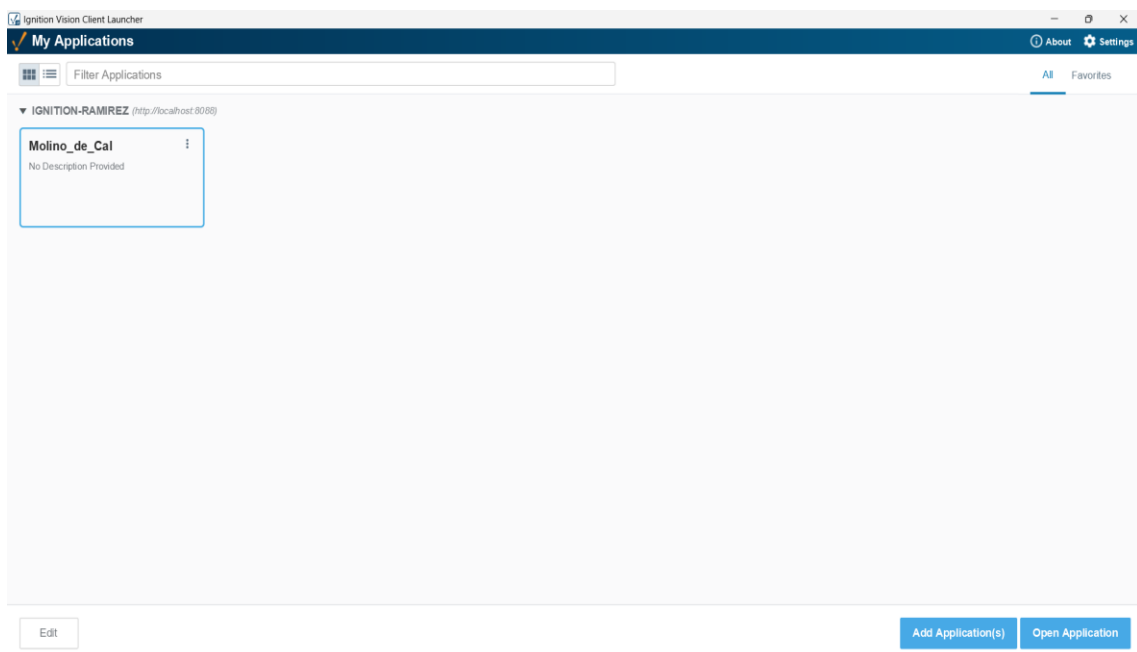 Ignition Vision Client Launcher
My Applications
About Settings
Filter Applications
All Favorites
IGNITION-RAMIREZ (http://localhost:8088)
Molino_de_Cal
No Description Provided
Edit
Add Application(s) Open Application